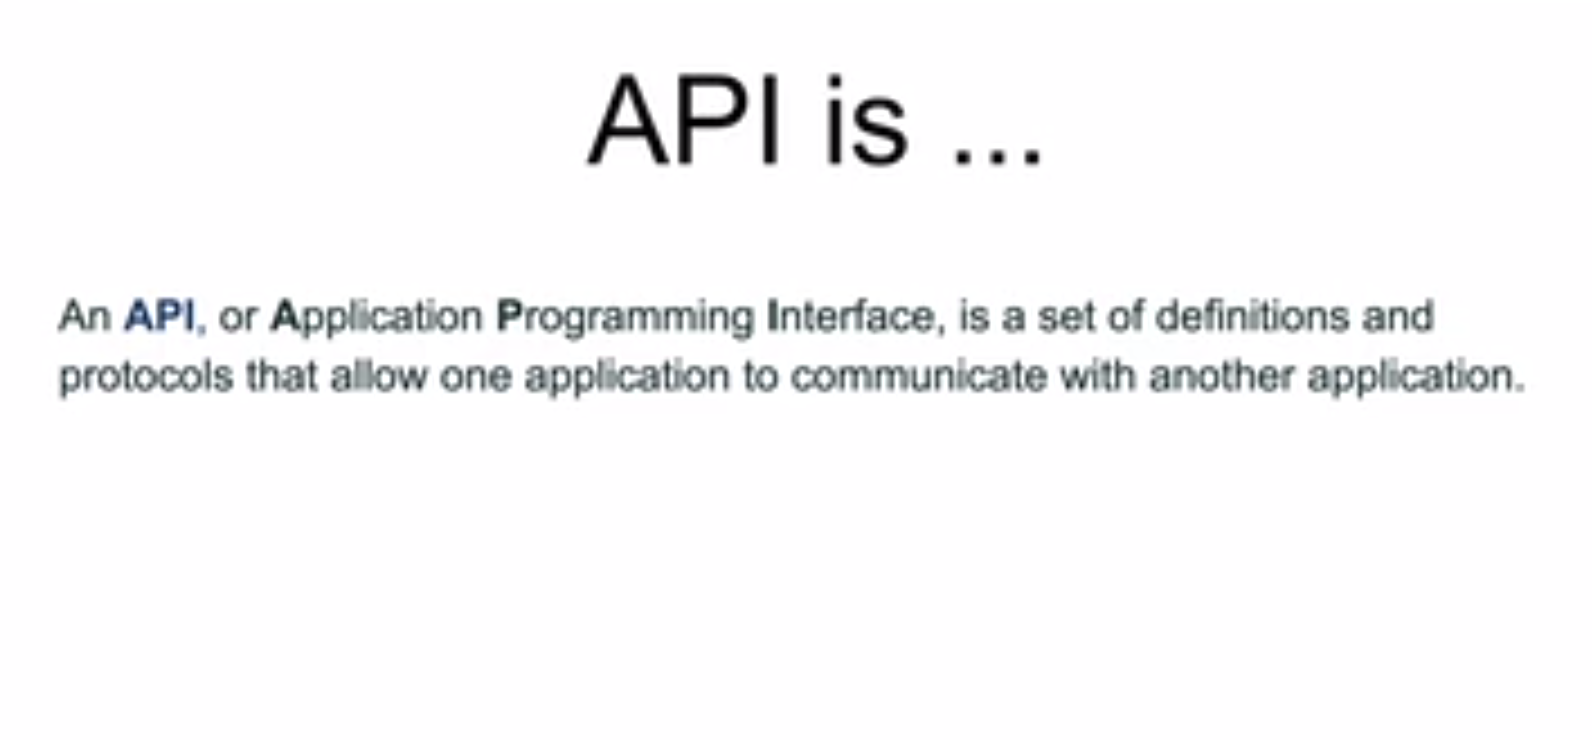 API is ...
An API, or Application Programming Interface, is a set of definitions and
protocols that allow one application to communicate with another application.